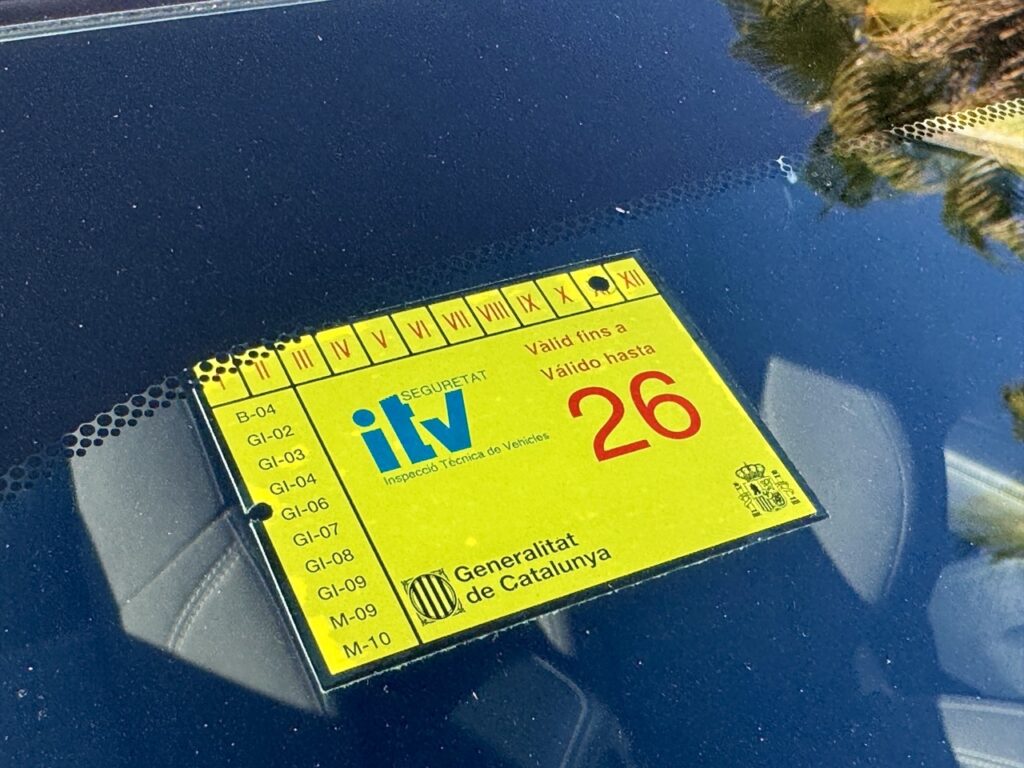 I II III IV V VI VII VIII IX X XI XII
B-04
GI-02
GI-03
GI-04
GI-06
GI-07
GI-08
GI-09
M-09
M-10
SEGURETAT
itv
Inspecció Tècnica de Vehicles
Vàlid fins a
Válido hasta
26
Generalitat
de Catalunya